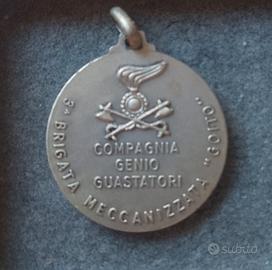 COMPAGNIA
GENIO
GUASTATORI
3ª BRIGATA MECCANIZZATA "GOITO"
subito